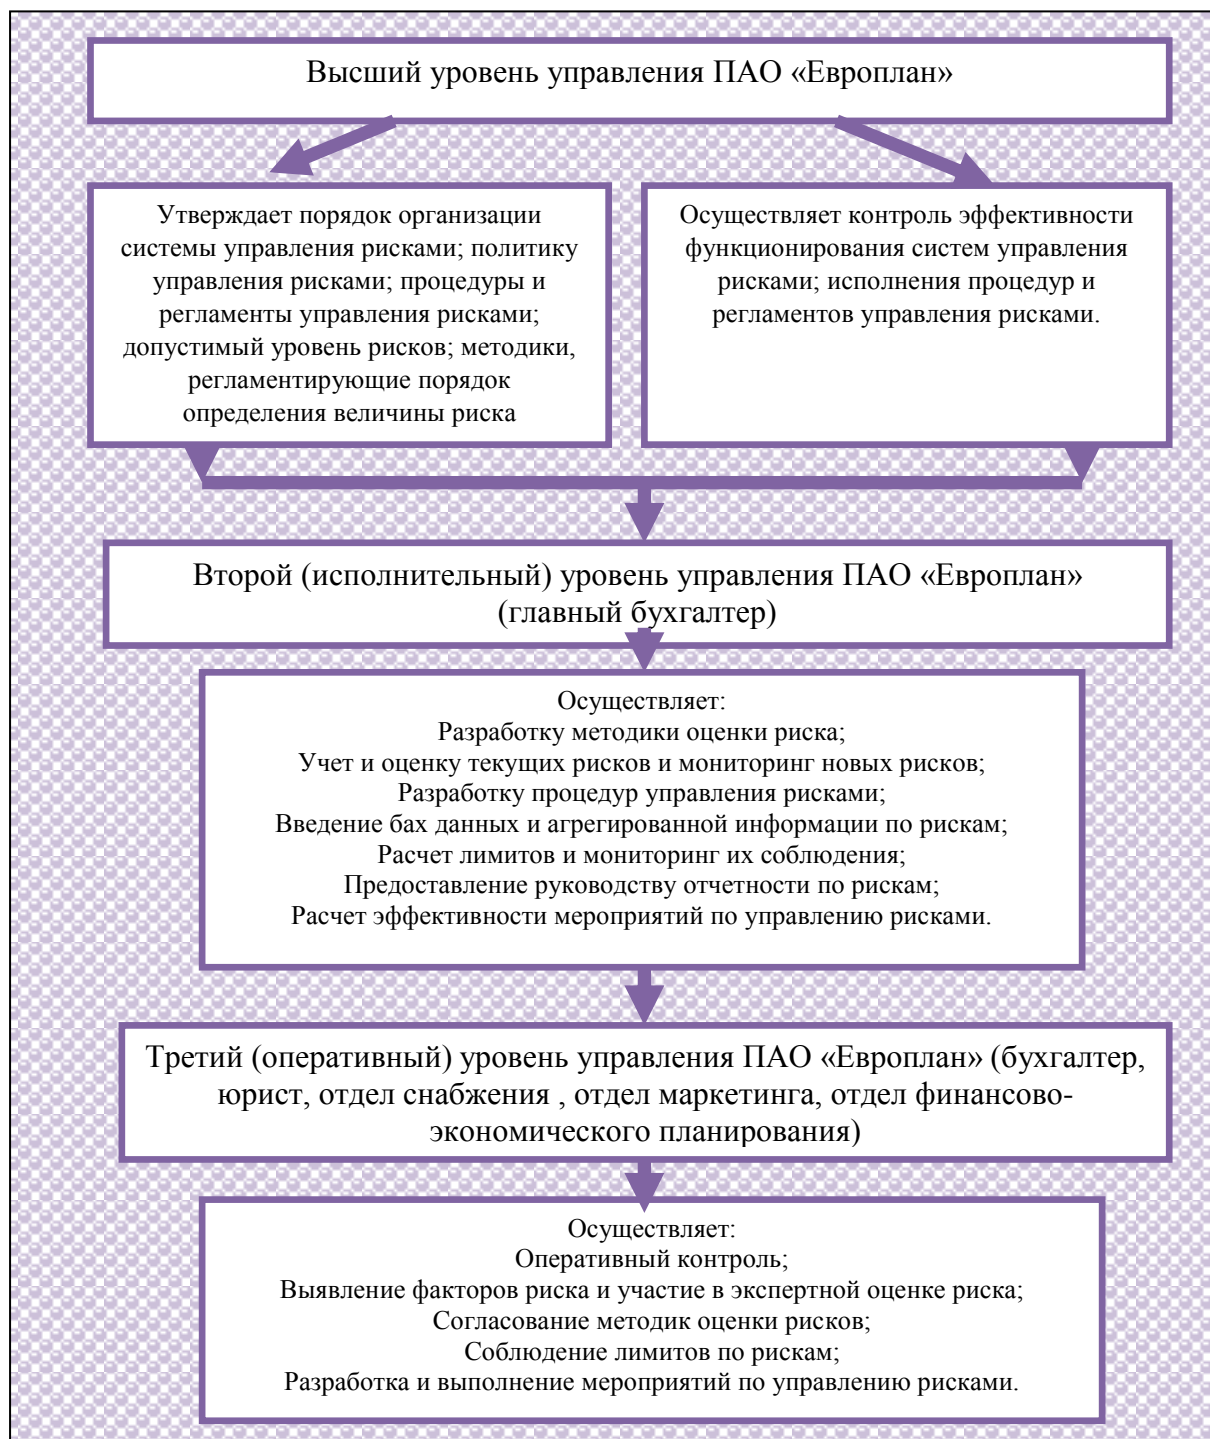 Высший уровень управления ПАО «Европлан»
Утверждает порядок организации
системы управления рисками; политику
управления рисками; процедуры и
регламенты управления рисками;
допустимый уровень рисков; методики,
регламентирующие порядок
определения величины риска
Осуществляет контроль эффективности
функционирования систем управления
рисками; исполнения процедур и
регламентов управления рисками.
Второй (исполнительный) уровень управления ПАО «Европлан»
(главный бухгалтер)
Осуществляет:
Разработку методики оценки риска;
Учет и оценку текущих рисков и мониторинг новых рисков;
Разработку процедур управления рисками;
Введение бах данных и агрегированной информации по рискам;
Расчет лимитов и мониторинг их соблюдения;
Предоставление руководству отчетности по рискам;
Расчет эффективности мероприятий по управлению рисками.
Третий (оперативный) уровень управления ПАО «Европлан» (бухгалтер,
юрист, отдел снабжения , отдел маркетинга, отдел финансово-
экономического планирования)
Осуществляет:
Оперативный контроль;
Выявление факторов риска и участие в экспертной оценке риска;
Согласование методик оценки рисков;
Соблюдение лимитов по рискам;
Разработка и выполнение мероприятий по управлению рисками.